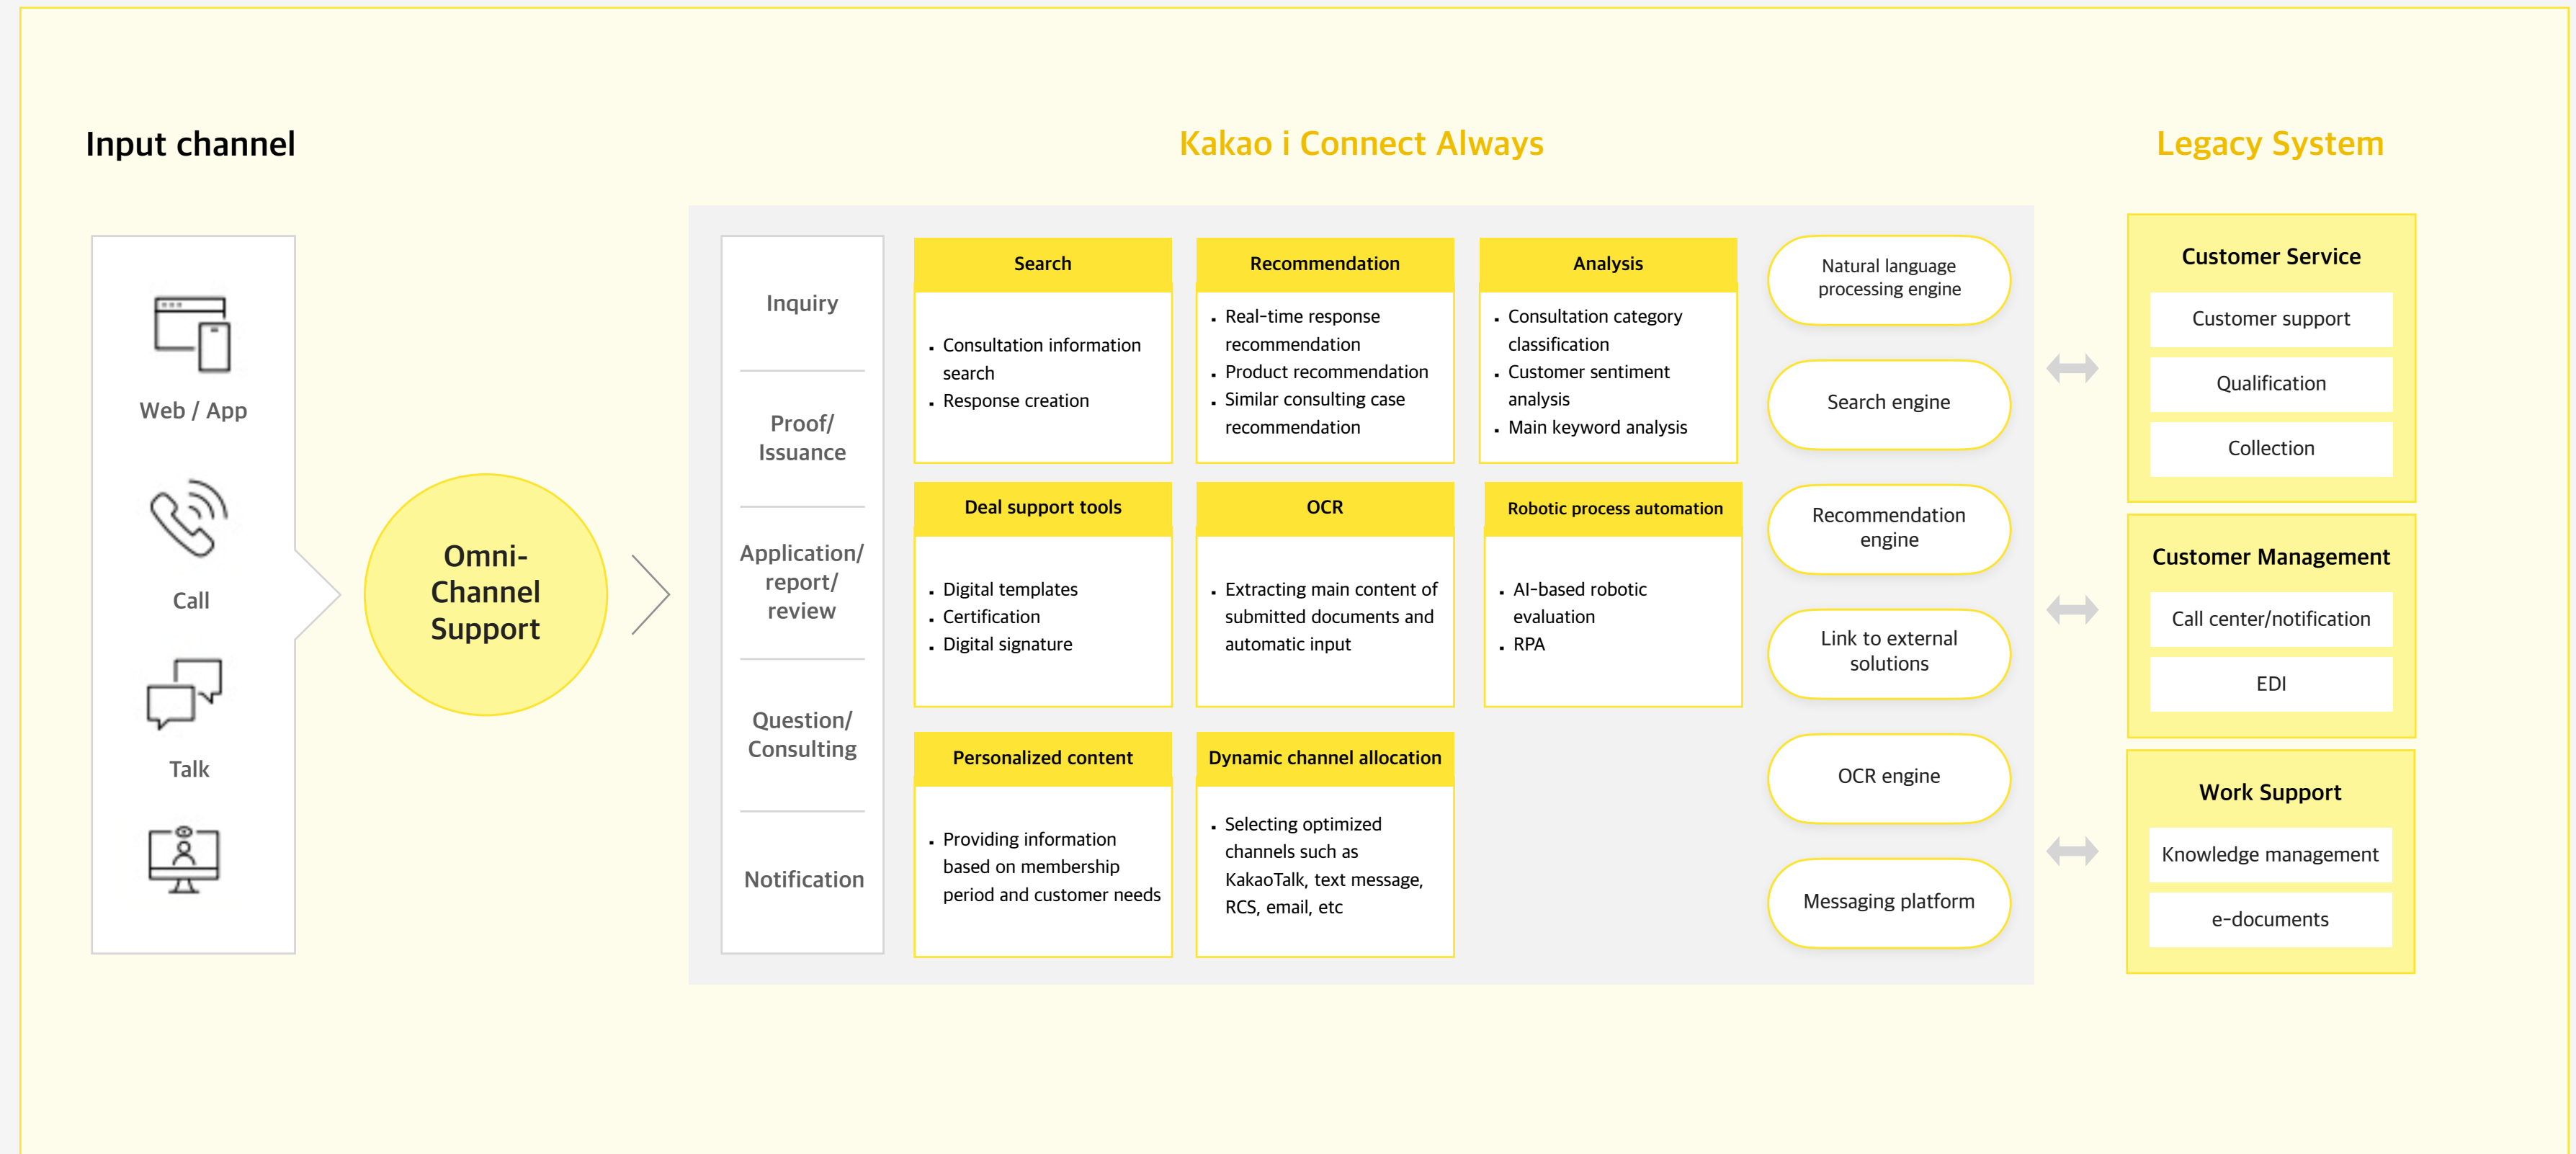 Input channel
Kakao i Connect Always
Legacy System
Web / App
Call
Talk
Omni-
Channel
Support
Inquiry
Proof/
Issuance
Application/
report/
review
Question/
Consulting
Notification
Search
▪ Consultation information
search
▪ Response creation
Recommendation
▪ Real-time response
recommendation
▪ Product recommendation
▪ Similar consulting case
recommendation
Analysis
▪ Consultation category
classification
▪ Customer sentiment
analysis
▪ Main keyword analysis
Deal support tools
▪ Digital templates
▪ Certification
▪ Digital signature
OCR
▪ Extracting main content of
submitted documents and
automatic input
Robotic process automation
▪ AI-based robotic
evaluation
▪ RPA
Personalized content
▪ Providing information
based on membership
period and customer needs
Dynamic channel allocation
▪ Selecting optimized
channels such as
KakaoTalk, text message,
RCS, email, etc
Natural language
processing engine
Search engine
Recommendation
engine
Link to external
solutions
OCR engine
Messaging platform
Customer Service
Customer support
Qualification
Collection
Customer Management
Call center/notification
EDI
Work Support
Knowledge management
e-documents